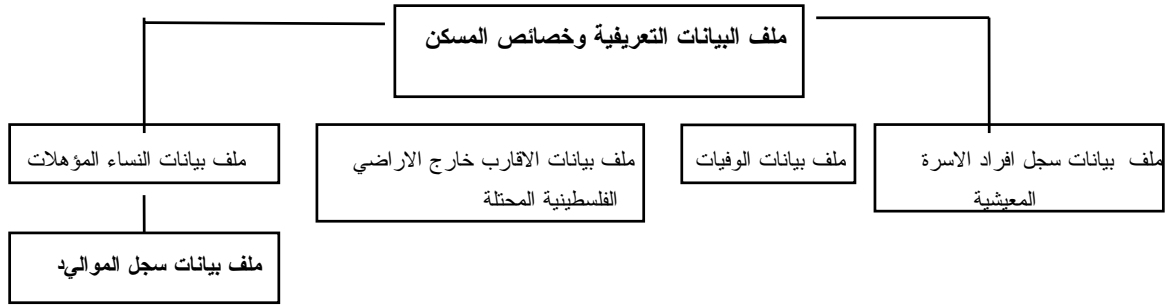 ملف البيانات التعريفية وخصائص المسكن
ملف بيانات سجل افراد الاسرة
المعيشية
ملف بيانات الوفيات
ملف بيانات الاقارب خارج الاراضي
الفلسطينية المحتلة
ملف بيانات النساء المؤهلات
ملف بيانات سجل المواليد